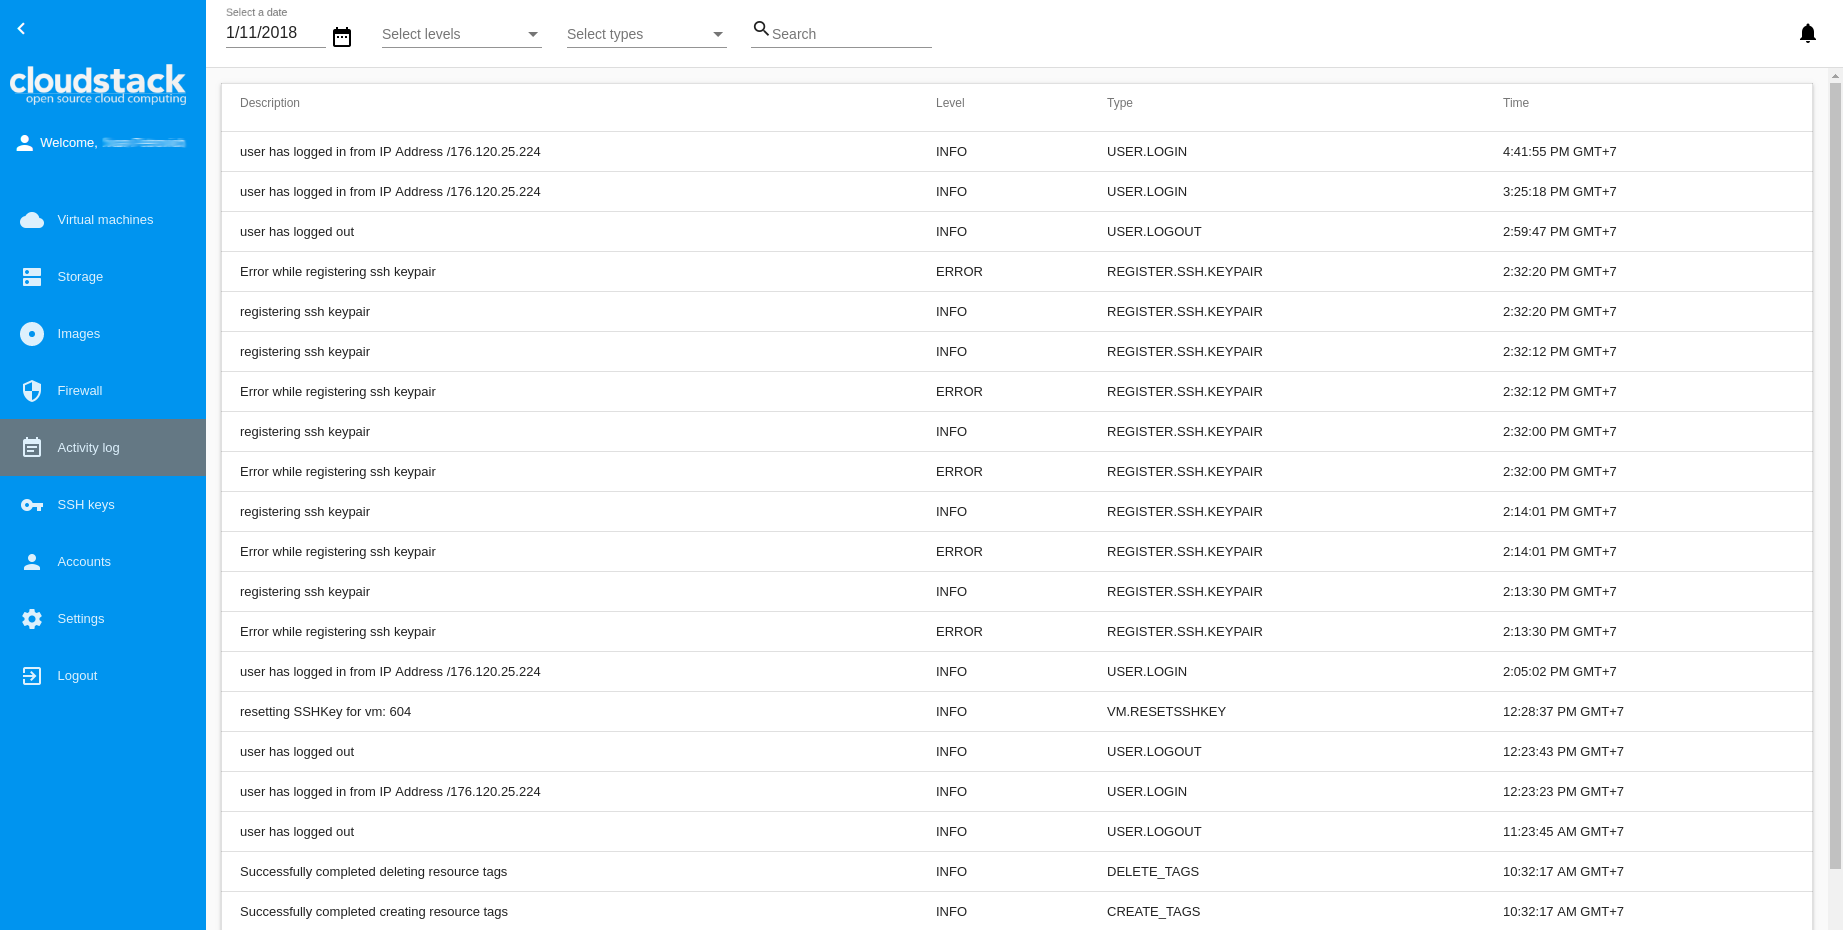 Select a date
1/11/2018
Select levels
Select types
Search
cloudstack
open source cloud computing
Welcome,
Virtual machines
Storage
Images
Firewall
Activity log
SSH keys
Accounts
Settings
Logout
Description Level Type Time
user has logged in from IP Address /176.120.25.224 INFO USER.LOGIN 4:41:55 PM GMT+7
user has logged in from IP Address /176.120.25.224 INFO USER.LOGIN 3:25:18 PM GMT+7
user has logged out INFO USER.LOGOUT 2:59:47 PM GMT+7
Error while registering ssh keypair ERROR REGISTER.SSH.KEYPAIR 2:32:20 PM GMT+7
registering ssh keypair INFO REGISTER.SSH.KEYPAIR 2:32:20 PM GMT+7
registering ssh keypair INFO REGISTER.SSH.KEYPAIR 2:32:12 PM GMT+7
Error while registering ssh keypair ERROR REGISTER.SSH.KEYPAIR 2:32:12 PM GMT+7
registering ssh keypair INFO REGISTER.SSH.KEYPAIR 2:32:00 PM GMT+7
Error while registering ssh keypair ERROR REGISTER.SSH.KEYPAIR 2:32:00 PM GMT+7
registering ssh keypair INFO REGISTER.SSH.KEYPAIR 2:14:01 PM GMT+7
Error while registering ssh keypair ERROR REGISTER.SSH.KEYPAIR 2:14:01 PM GMT+7
registering ssh keypair INFO REGISTER.SSH.KEYPAIR 2:13:30 PM GMT+7
Error while registering ssh keypair ERROR REGISTER.SSH.KEYPAIR 2:13:30 PM GMT+7
user has logged in from IP Address /176.120.25.224 INFO USER.LOGIN 2:05:02 PM GMT+7
resetting SSHKey for vm: 604 INFO VM.RESETSSHKEY 12:28:37 PM GMT+7
user has logged out INFO USER.LOGOUT 12:23:43 PM GMT+7
user has logged in from IP Address /176.120.25.224 INFO USER.LOGIN 12:23:23 PM GMT+7
user has logged out INFO USER.LOGOUT 11:23:45 AM GMT+7
Successfully completed deleting resource tags INFO DELETE_TAGS 10:32:17 AM GMT+7
Successfully completed creating resource tags INFO CREATE_TAGS 10:32:17 AM GMT+7